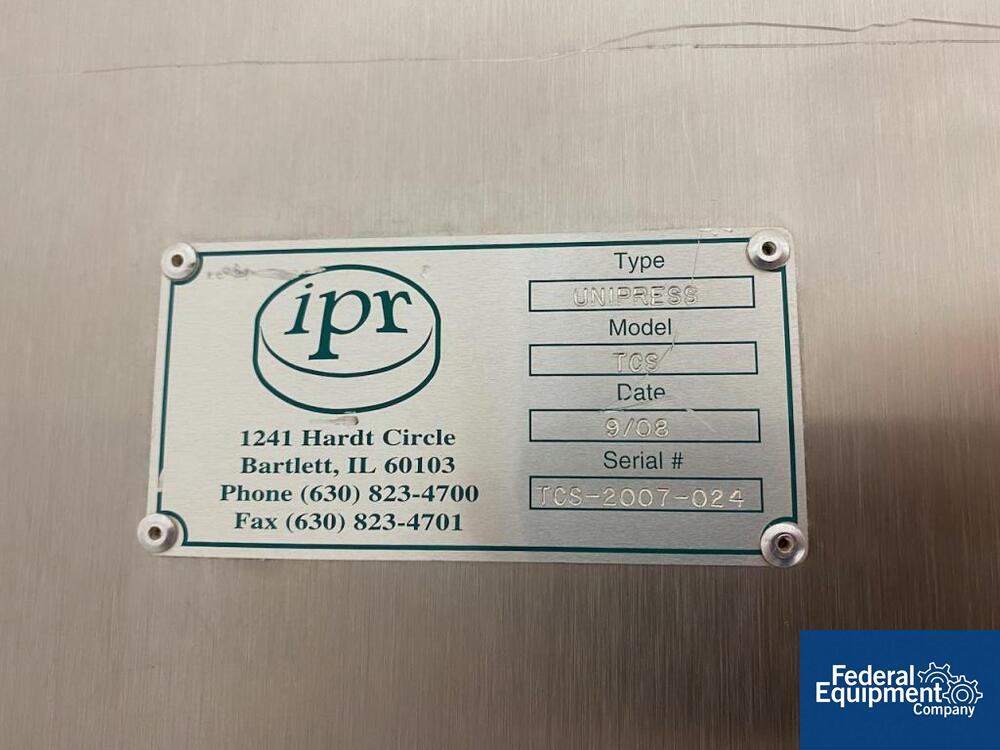 ipr
1241 Hardt Circle
Bartlett, IL 60103
Phone (630) 823-4700
Fax (630) 823-4701
Type
UNIPRESS
Model
TCS
Date
9/08
Serial #
TCS-2007-024
Federal
Equipment
Company